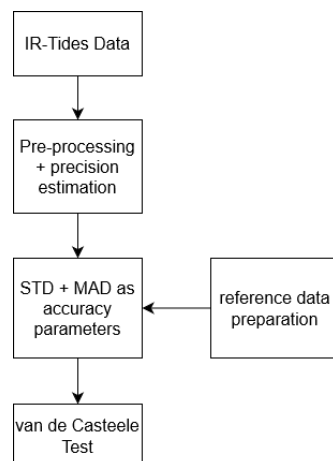 IR-Tides Data
Pre-processing
+ precision
estimation
STD + MAD as
accuracy
parameters
reference data
preparation
van de Casteele
Test